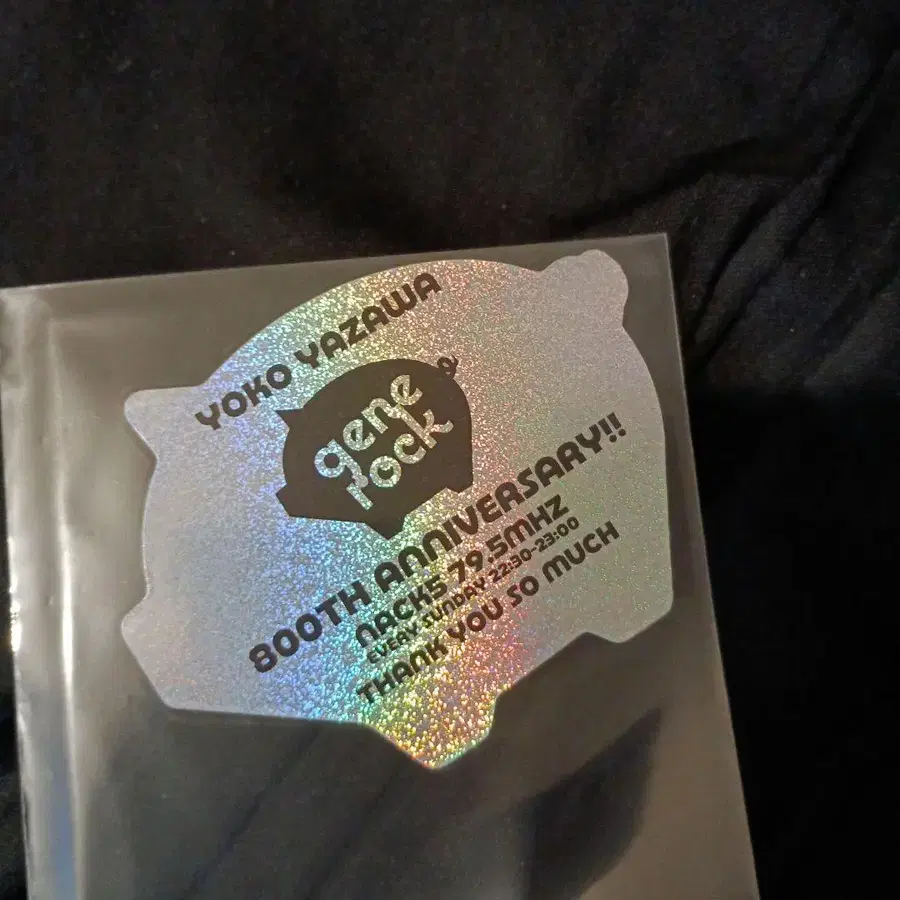 YOKO YAZAWA
gene
rock
800TH ANNIVERSARY!!
NACK5 79.5MHZ
EVERY SUNDAY 22:30-23:00
THANK YOU SO MUCH